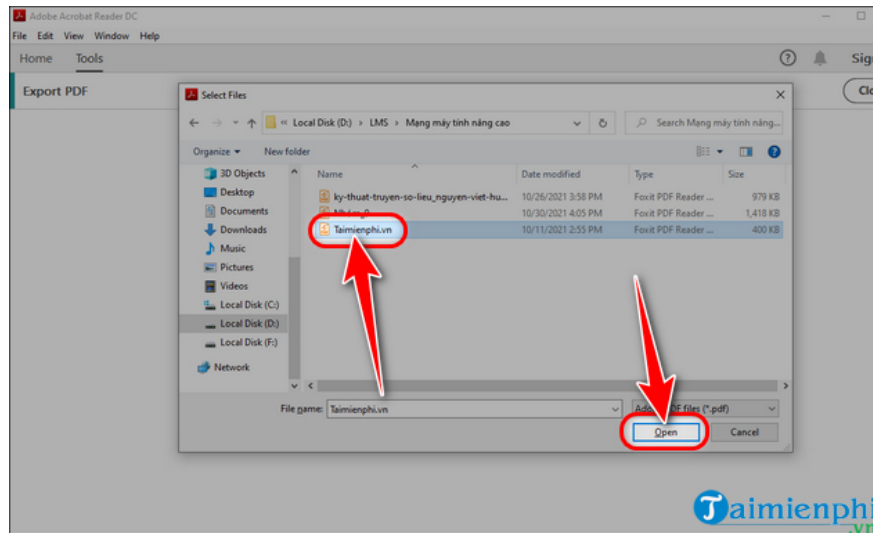 Adobe Acrobat Reader DC
File Edit View Window Help
Home Tools
Export PDF
Select Files
« Local Disk (D:) › LMS › Mạng máy tính nâng cao
Search Mạng máy tính nâng...
Organize New folder
Name Date modified Type Size
3D Objects
Desktop
Documents
Downloads
Music
Pictures
Videos
Local Disk (C:)
Local Disk (D:)
Local Disk (F:)
Network
ky-thuat-truyen-so-lieu_nguyen-viet-hu... 10/26/2021 3:58 PM Foxit PDF Reader ... 979 KB
10/30/2021 4:05 PM Foxit PDF Reader ... 1,418 KB
Taimienphi.vn 10/11/2021 2:55 PM Foxit PDF Reader ... 400 KB
File name: Taimienphi.vn
PDF files (*.pdf)
Open Cancel
Taimienphi
.vn